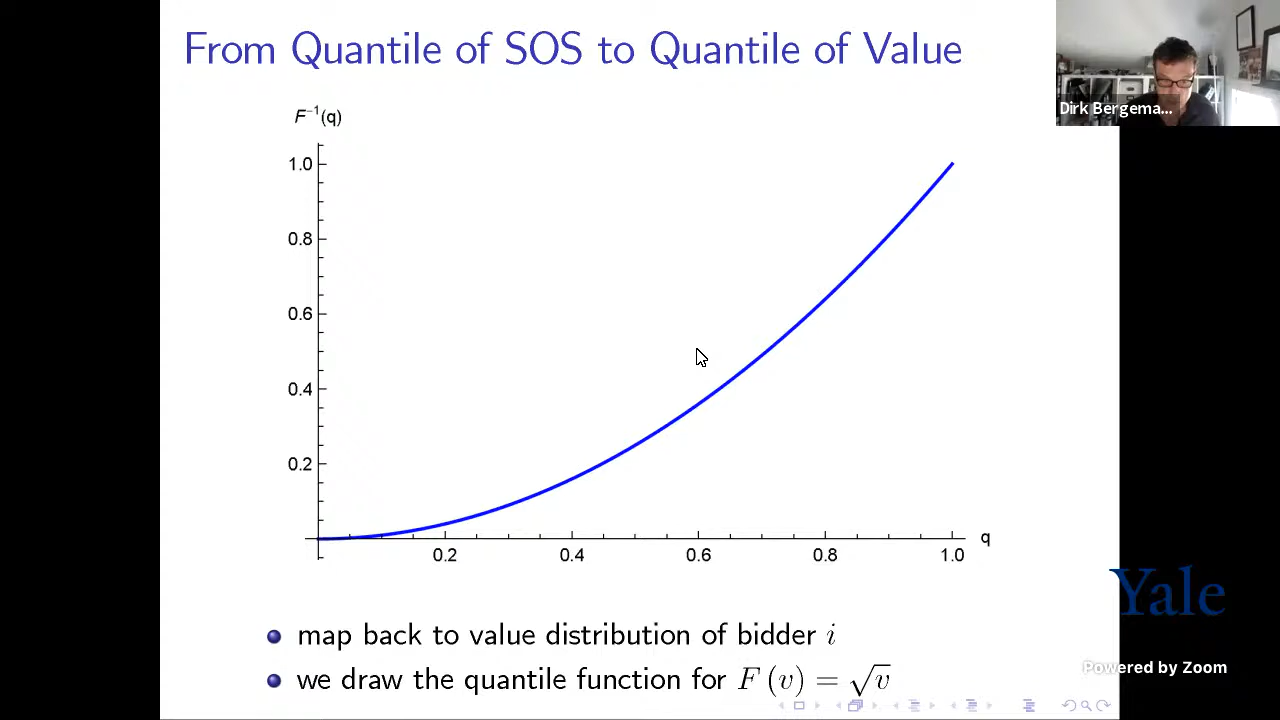 From Quantile of SOS to Quantile of Value
Dirk Bergema...
F⁻¹(q)
1.0
0.8
0.6
0.4
0.2
0.2 0.4 0.6 0.8 1.0 q
map back to value distribution of bidder i
we draw the quantile function for F (v) = √v
Yale
Powered by Zoom